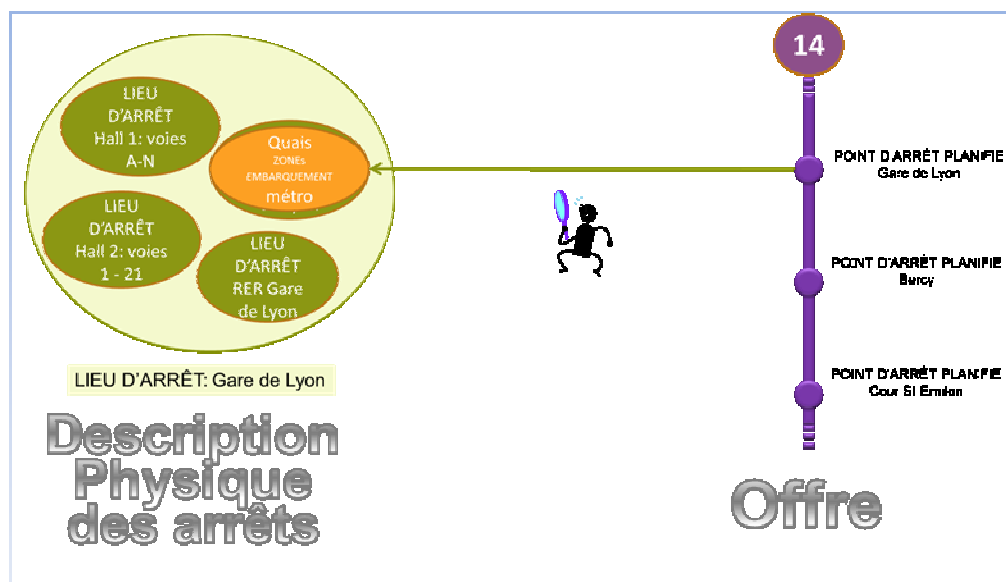 14
LIEU
D'ARRÊT
Hall 1: voies
A-N
Quais
ZONEs
EMBARQUEMENT
métro
LIEU
D'ARRÊT
Hall 2: voies
1 - 21
LIEU
D'ARRÊT
RER Gare
de Lyon
LIEU D'ARRÊT: Gare de Lyon
POINT D'ARRÊT PLANIFIE
Gare de Lyon
POINT D'ARRÊT PLANIFIE
Bercy
POINT D'ARRÊT PLANIFIE
Cour St Emilion
Description
Physique
des arrêts
Offre